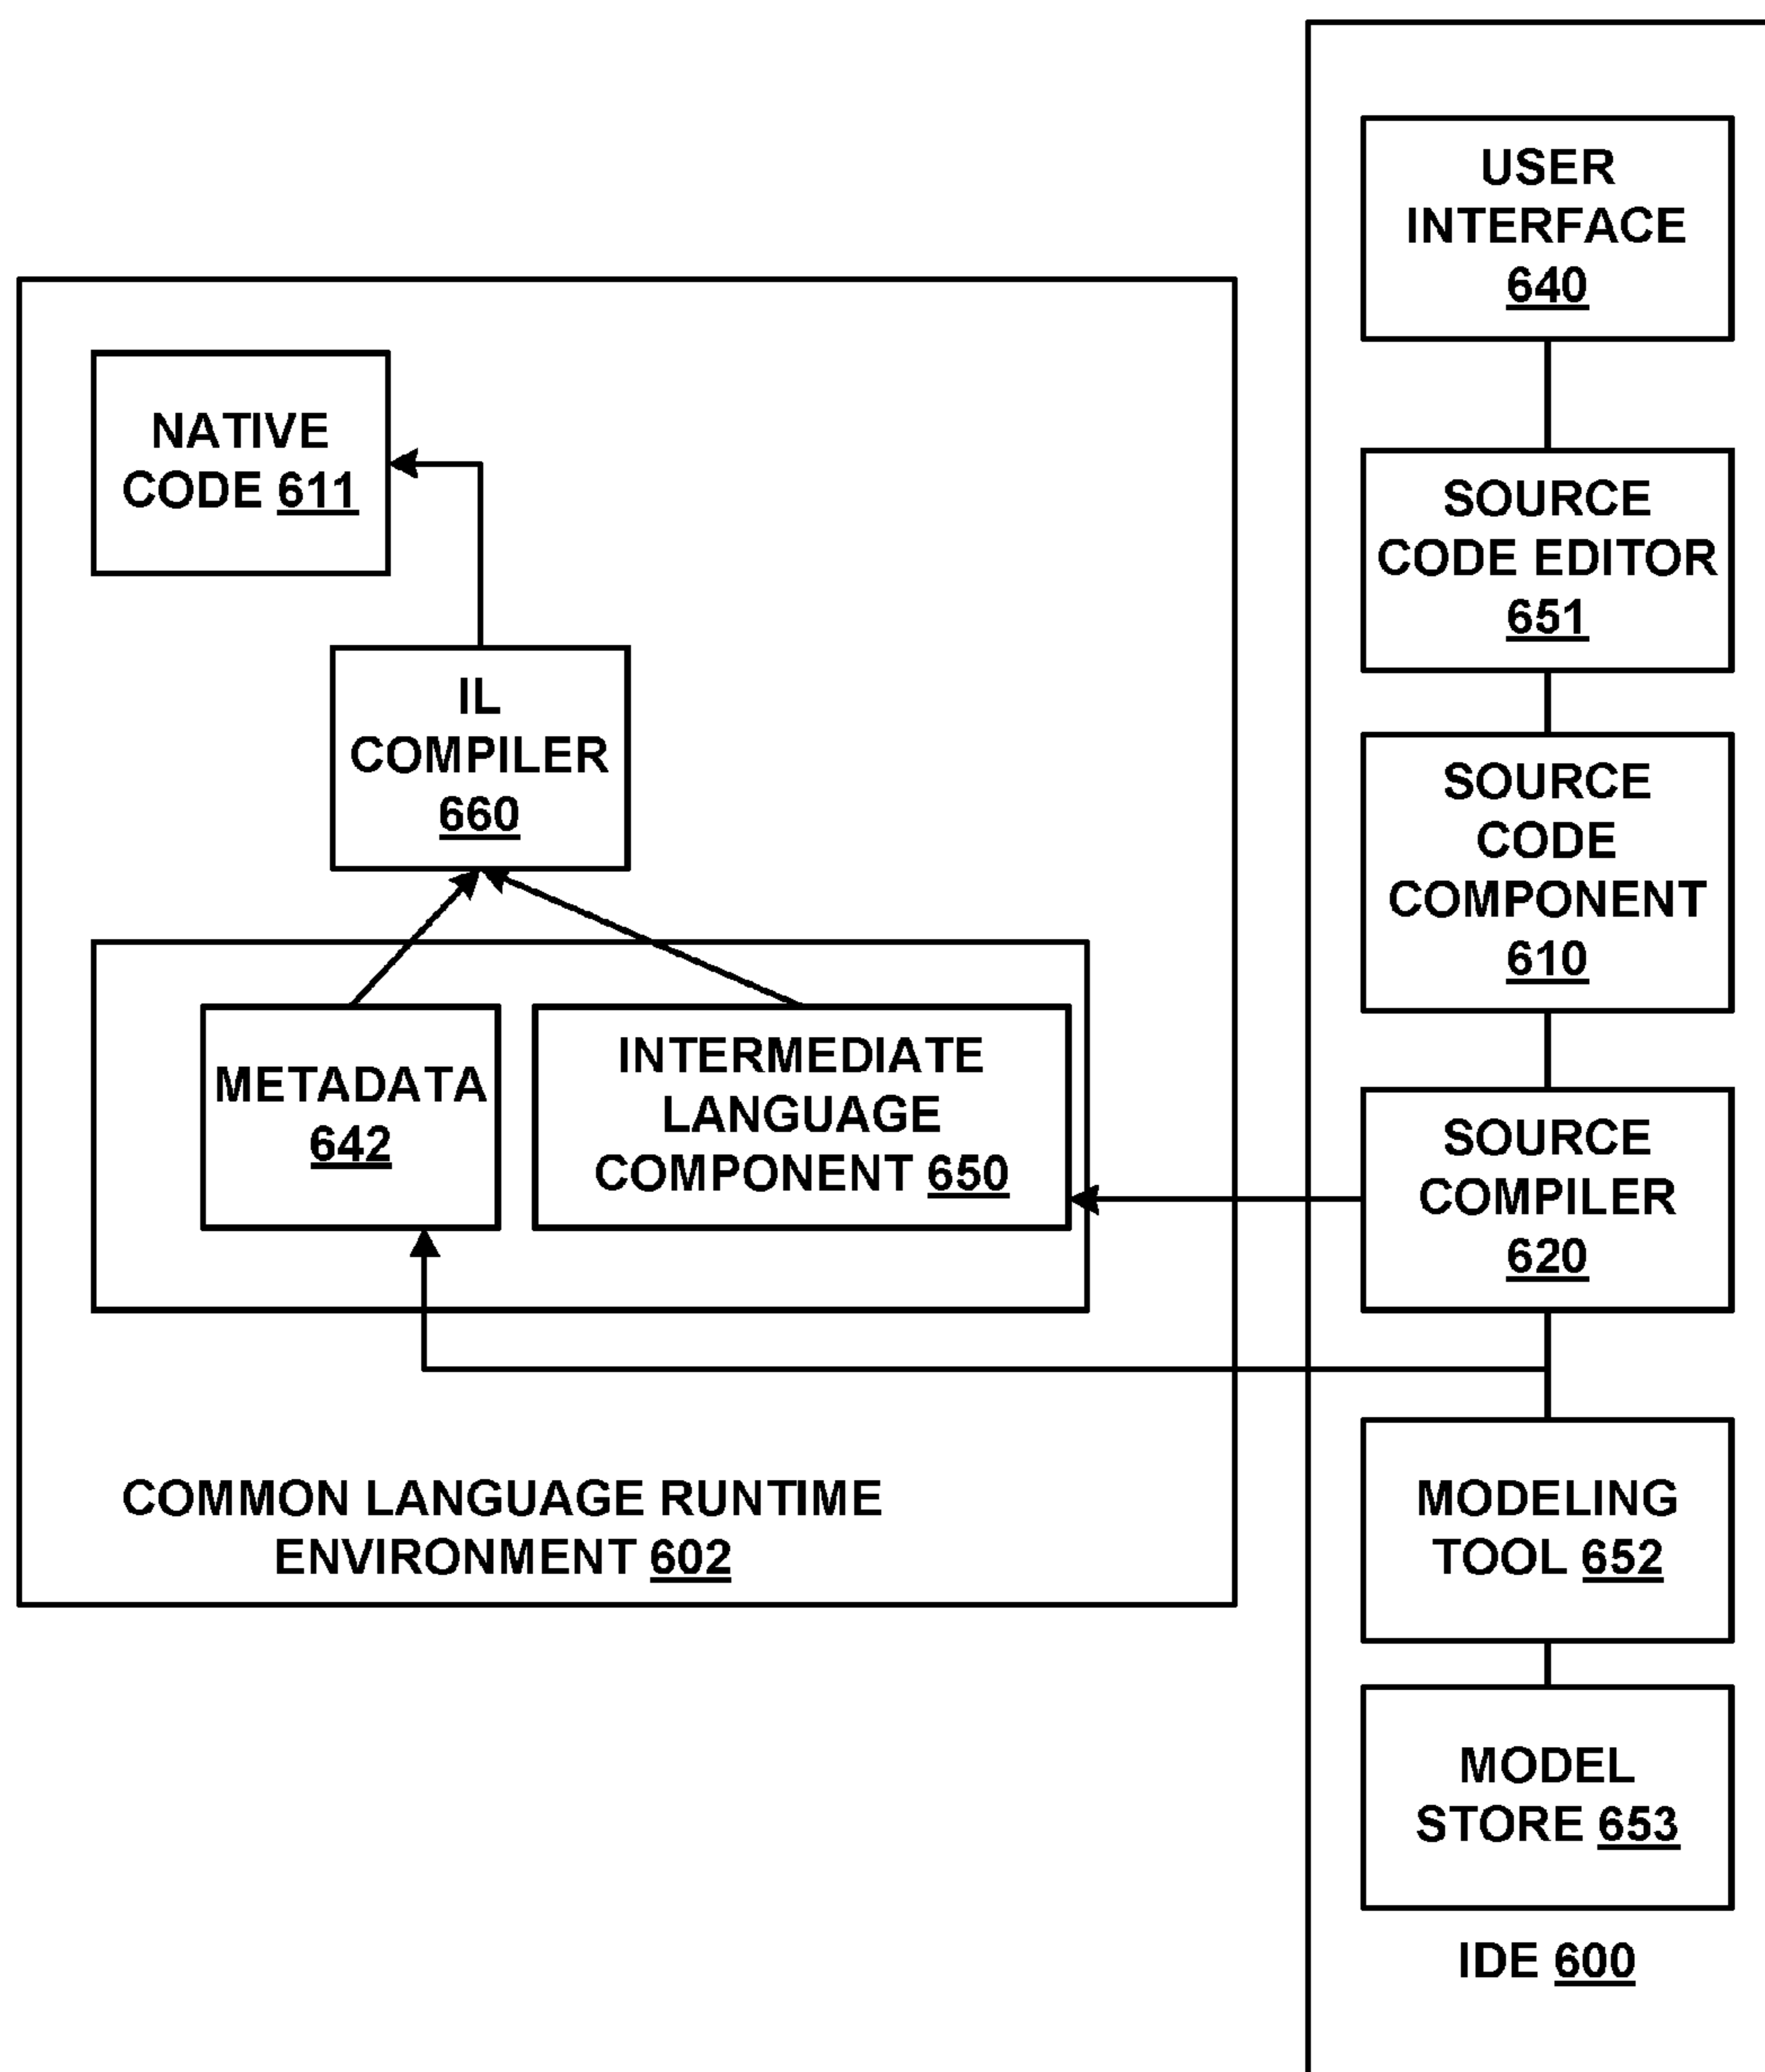 USER
INTERFACE
640
NATIVE
CODE 611
SOURCE
CODE EDITOR
651
IL
COMPILER
660
SOURCE
CODE
COMPONENT
610
METADATA
642
INTERMEDIATE
LANGUAGE
COMPONENT 650
SOURCE
COMPILER
620
COMMON LANGUAGE RUNTIME
ENVIRONMENT 602
MODELING
TOOL 652
MODEL
STORE 653
IDE 600